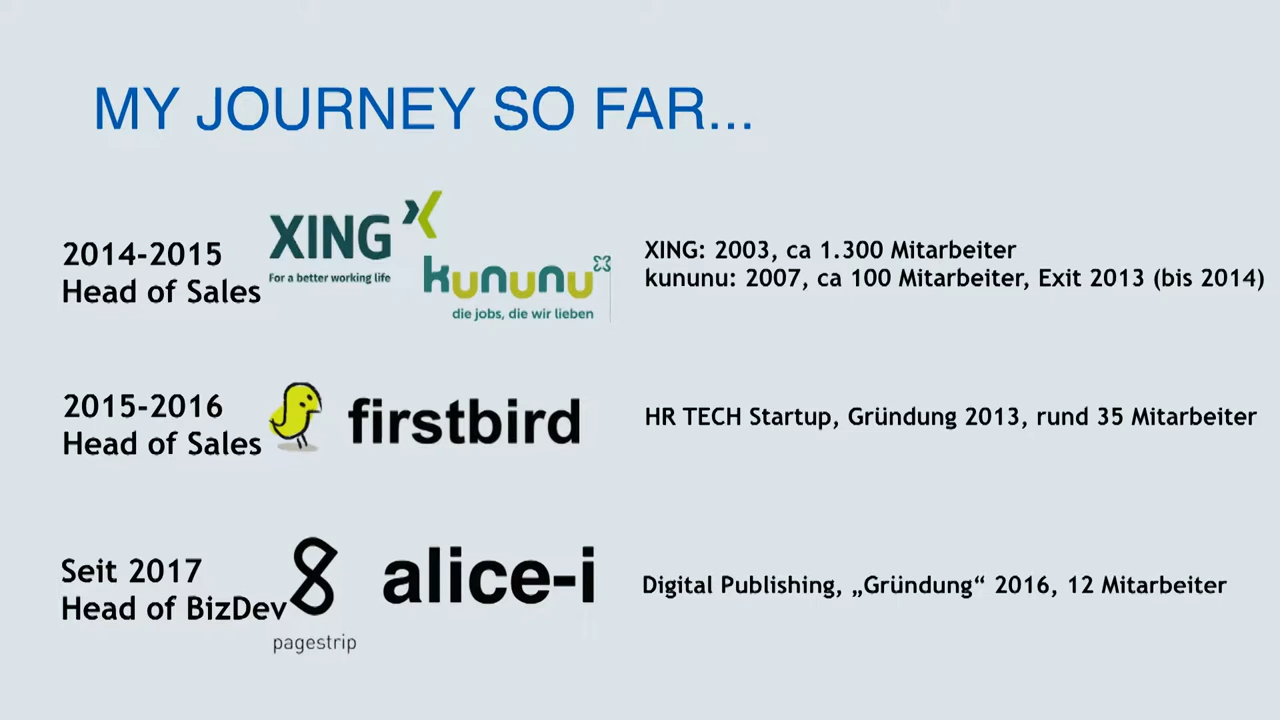 MY JOURNEY SO FAR...
2014-2015
Head of Sales
XING
For a better working life
kununu
die jobs, die wir lieben
XING: 2003, ca 1.300 Mitarbeiter
kununu: 2007, ca 100 Mitarbeiter, Exit 2013 (bis 2014)
2015-2016
Head of Sales
firstbird
HR TECH Startup, Gründung 2013, rund 35 Mitarbeiter
Seit 2017
Head of BizDev
pagestrip
alice-i
Digital Publishing, „Gründung“ 2016, 12 Mitarbeiter